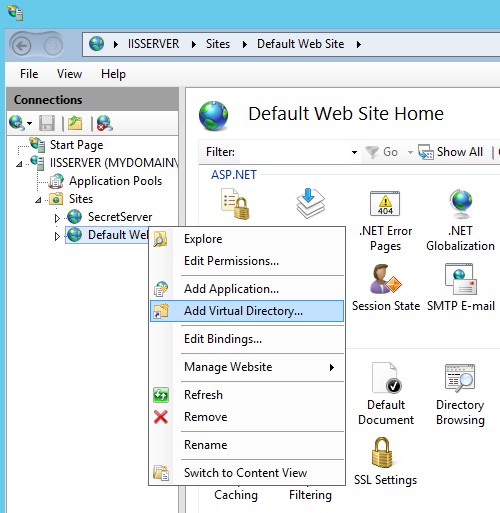 IISSERVER ▸ Sites ▸ Default Web Site ▸
File View Help
Connections
Start Page
IISERVER (MYDOMAIN\
Application Pools
Sites
SecretServer
Default Web
Default Web Site Home
Filter: Go Show All
ASP.NET
.NET Error
Pages
.NET
Globalization
Session State
SMTP E-mail
Default
Document
Directory
Browsing
SSL Settings
Caching
Filtering
Explore
Edit Permissions...
Add Application...
Add Virtual Directory...
Edit Bindings...
Manage Website
Refresh
Remove
Rename
Switch to Content View